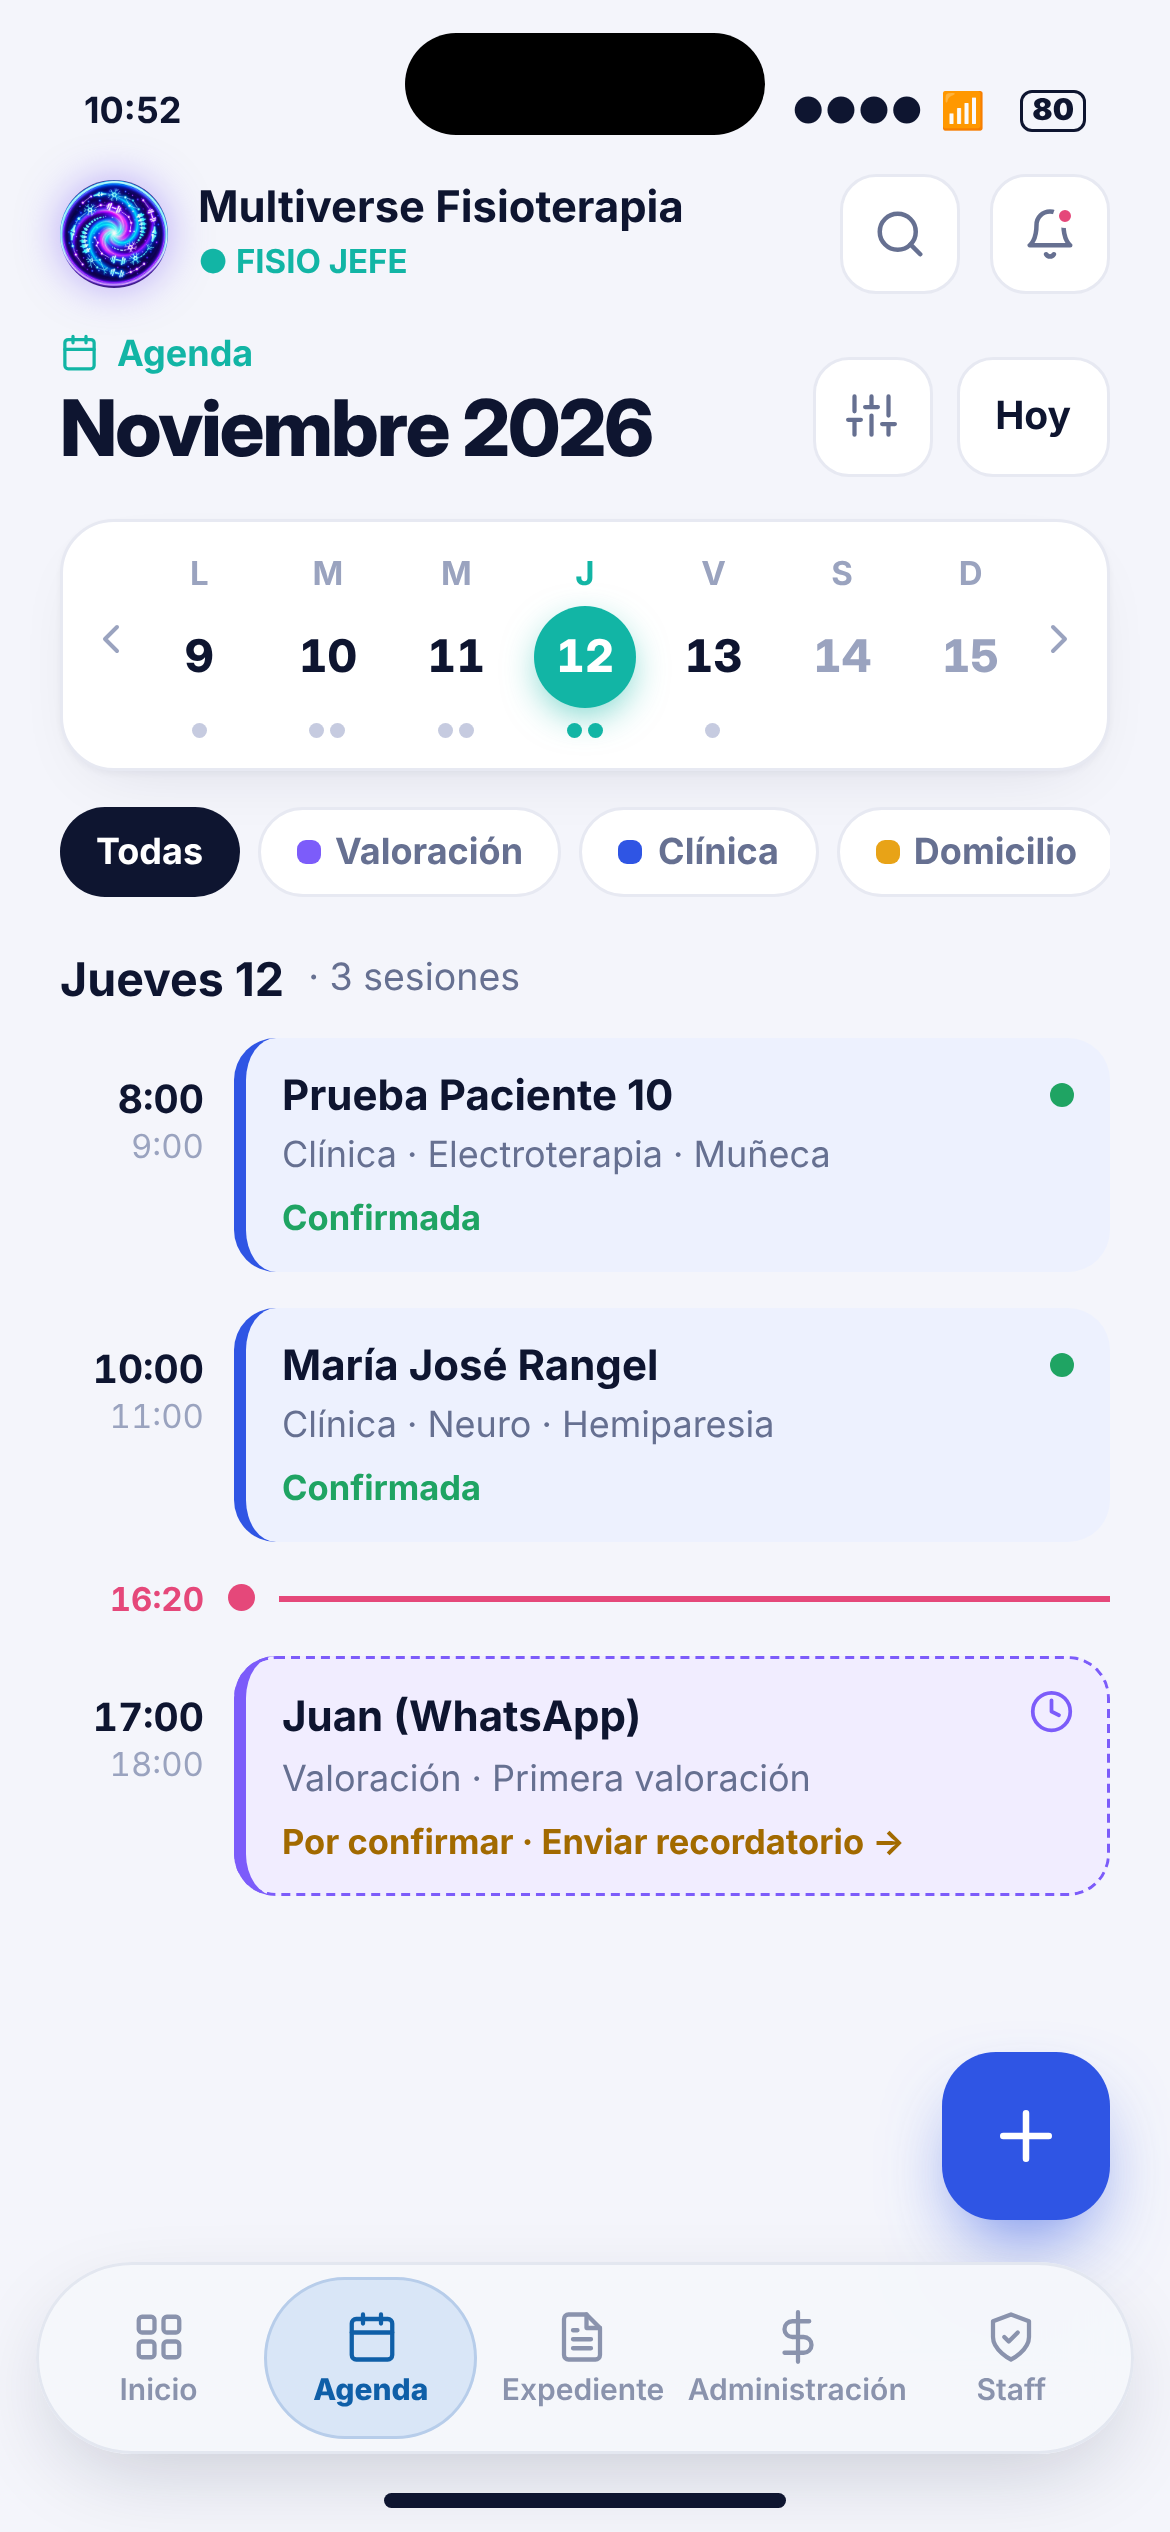 10:52
80
Multiverse Fisioterapia
FISIO JEFE
Agenda
Noviembre 2026
Hoy
L M M J V S D
9 10 11 12 13 14 15
Todas Valoración Clínica Domicilio
Jueves 12 · 3 sesiones
8:00 Prueba Paciente 10
9:00 Clínica · Electroterapia · Muñeca
Confirmada
10:00 María José Rangel
11:00 Clínica · Neuro · Hemiparesia
Confirmada
16:20
17:00 Juan (WhatsApp)
18:00 Valoración · Primera valoración
Por confirmar · Enviar recordatorio →
Inicio Agenda Expediente Administración Staff